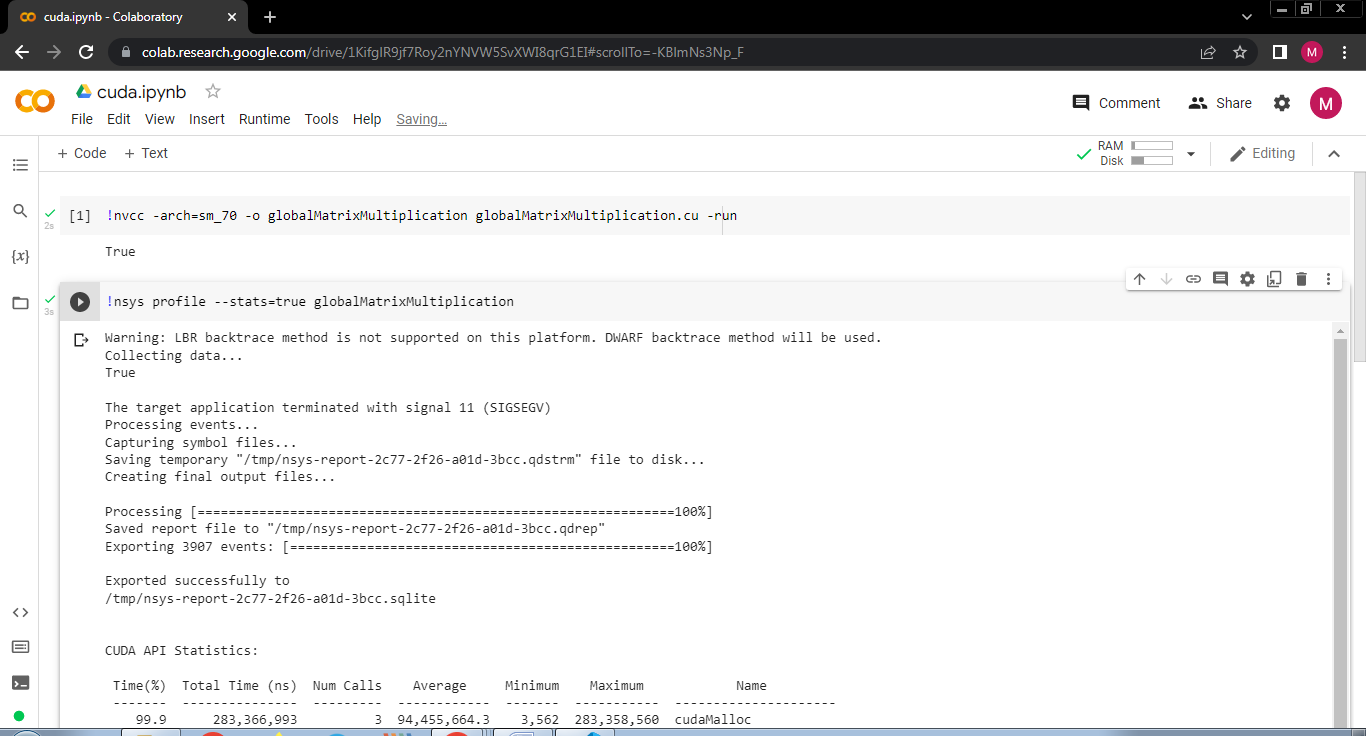 cuda.ipynb - Colaboratory
colab.research.google.com/drive/1KifglR9jf7Roy2nYNVW5SvXWI8qrG1EI#scrollTo=-KBlmNs3Np_F
M
cuda.ipynb
Comment Share M
File Edit View Insert Runtime Tools Help Saving...
+ Code + Text
RAM
Disk
Editing
[1] !nvcc -arch=sm_70 -o globalMatrixMultiplication globalMatrixMultiplication.cu -run
2s
True
{x}
!nsys profile --stats=true globalMatrixMultiplication
3s
Warning: LBR backtrace method is not supported on this platform. DWARF backtrace method will be used.
Collecting data...
True
The target application terminated with signal 11 (SIGSEGV)
Processing events...
Capturing symbol files...
Saving temporary "/tmp/nsys-report-2c77-2f26-a01d-3bcc.qdstrm" file to disk...
Creating final output files...
Processing [==============================================================100%]
Saved report file to "/tmp/nsys-report-2c77-2f26-a01d-3bcc.qdrep"
Exporting 3907 events: [==================================================100%]
Exported successfully to
/tmp/nsys-report-2c77-2f26-a01d-3bcc.sqlite
CUDA API Statistics:
Time(%) Total Time (ns) Num Calls Average Minimum Maximum Name
------- --------------- --------- ------------ ------- ----------- ---------------------
99.9 283,366,993 3 94,455,664.3 3,562 283,358,560 cudaMalloc